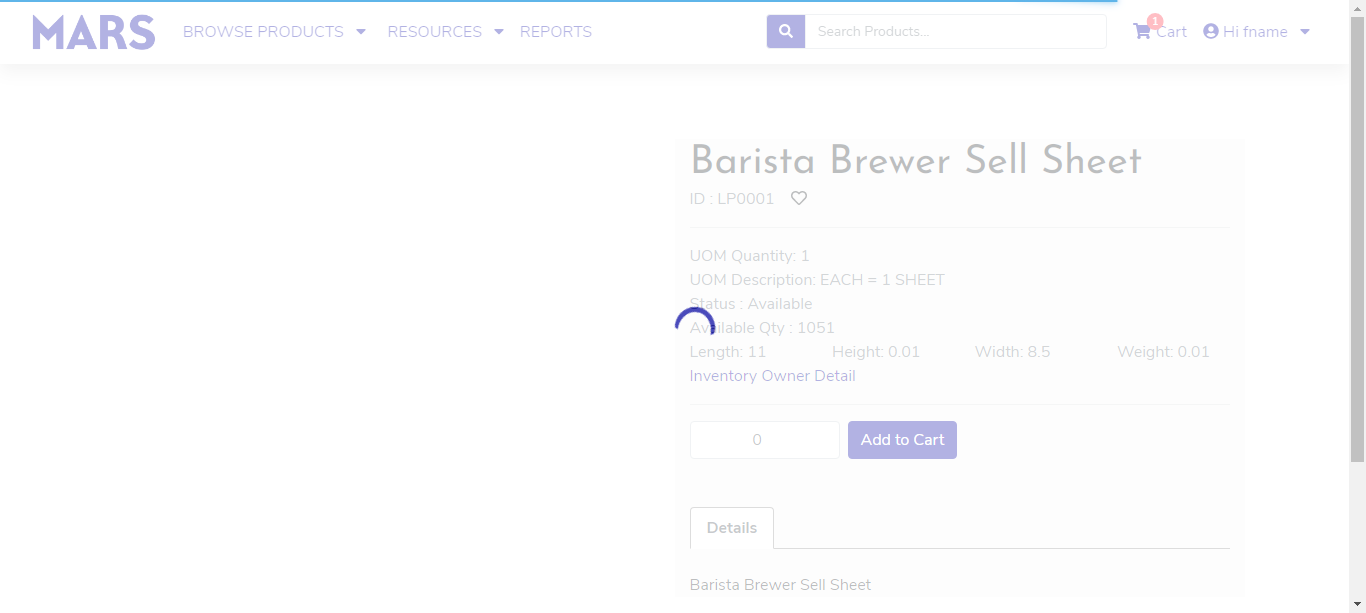 MARS BROWSE PRODUCTS RESOURCES REPORTS Search Products... 1 Cart Hi fname
Barista Brewer Sell Sheet
ID : LP0001
UOM Quantity: 1
UOM Description: EACH = 1 SHEET
Status : Available
Available Qty : 1051
Length: 11 Height: 0.01 Width: 8.5 Weight: 0.01
Inventory Owner Detail
0 Add to Cart
Details
Barista Brewer Sell Sheet